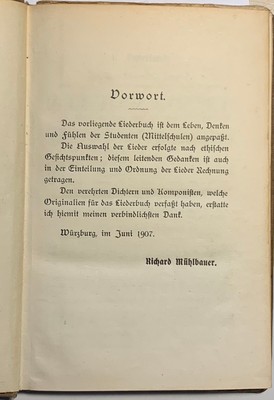 Vorwort.
Das vorliegende Liederbuch ist dem Leben, Denken
und Fühlen der Studenten (Mittelschulen) angepaßt.
Die Auswahl der Lieder erfolgte nach ethischen
Gesichtspunkten; diesem leitenden Gedanken ist auch
in der Einteilung und Ordnung der Lieder Rechnung
getragen.
Den verehrten Dichtern und Komponisten, welche
Originalien für das Liederbuch verfaßt haben, erstatte
ich hiemit meinen verbindlichsten Dank.
Würzburg, im Juni 1907.
Richard Mühlbauer.